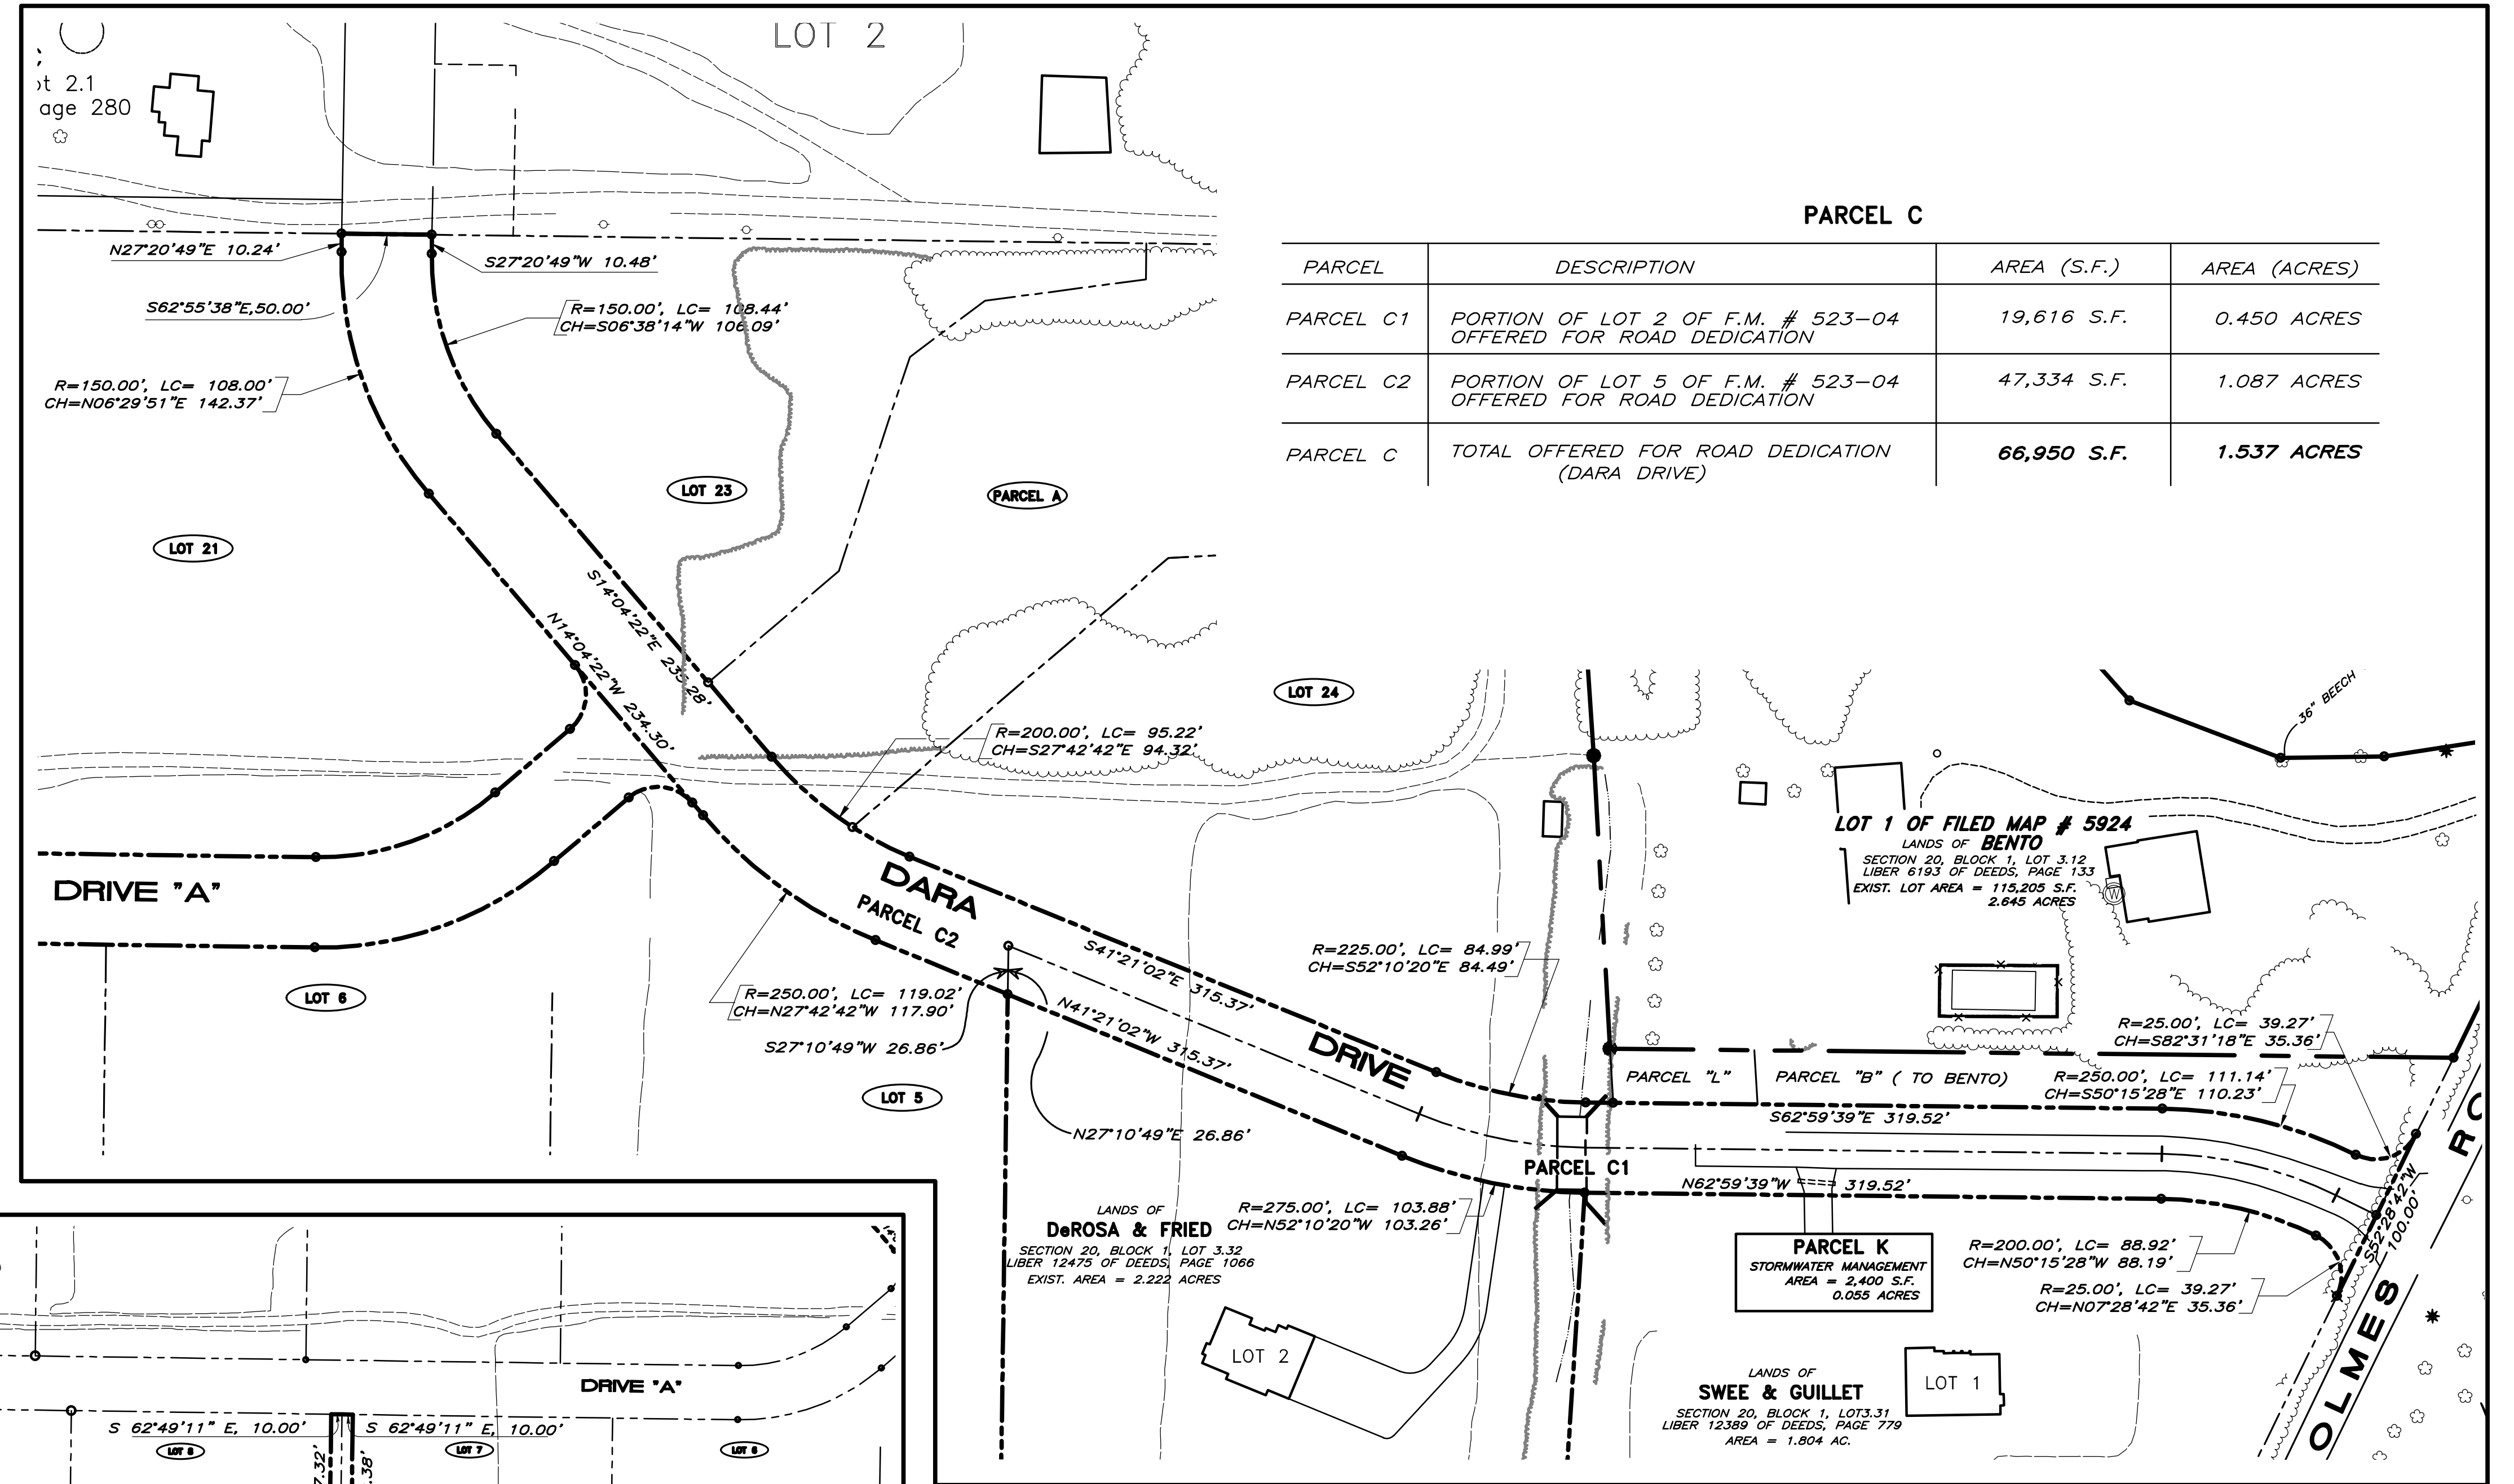 LOT 2
ot 2.1
age 280
N27°20'49"E 10.24'
S27°20'49"W 10.48'
S62°55'38"E,50.00'
R=150.00', LC= 108.44'
CH=S06°38'14"W 106.09'
R=150.00', LC= 108.00'
CH=N06°29'51"E 142.37'
LOT 23
PARCEL A
LOT 21
S14°04'22"E 235.28'
N14°04'22"W 234.30'
LOT 24
R=200.00', LC= 95.22'
CH=S27°42'42"E 94.32'
DRIVE "A"
DARA
PARCEL C2
S41°21'02"E 315.37'
LOT 6
R=250.00', LC= 119.02'
CH=N27°42'42"W 117.90'
N41°21'02"W 315.37'
S27°10'49"W 26.86'
DRIVE
LOT 5
N27°10'49"E 26.86'
PARCEL C
PARCEL DESCRIPTION AREA (S.F.) AREA (ACRES)
PARCEL C1 PORTION OF LOT 2 OF F.M. # 523-04 19,616 S.F. 0.450 ACRES
OFFERED FOR ROAD DEDICATION
PARCEL C2 PORTION OF LOT 5 OF F.M. # 523-04 47,334 S.F. 1.087 ACRES
OFFERED FOR ROAD DEDICATION
PARCEL C TOTAL OFFERED FOR ROAD DEDICATION 66,950 S.F. 1.537 ACRES
(DARA DRIVE)
36" BEECH
LOT 1 OF FILED MAP # 5924
LANDS OF BENTO
SECTION 20, BLOCK 1, LOT 3.12
LIBER 6193 OF DEEDS, PAGE 133
EXIST. LOT AREA = 115,205 S.F.
2.645 ACRES
W
R=225.00', LC= 84.99'
CH=S52°10'20"E 84.49'
R=25.00', LC= 39.27'
CH=S82°31'18"E 35.36'
PARCEL "L"
PARCEL "B" ( TO BENTO)
R=250.00', LC= 111.14'
CH=S50°15'28"E 110.23'
S62°59'39"E 319.52'
PARCEL C1
N62°59'39"W ==== 319.52'
S52°28'42"W
100.00'
LANDS OF
DeROSA & FRIED
SECTION 20, BLOCK 1, LOT 3.32
LIBER 12475 OF DEEDS, PAGE 1066
EXIST. AREA = 2.222 ACRES
R=275.00', LC= 103.88'
CH=N52°10'20"W 103.26'
PARCEL K
STORMWATER MANAGEMENT
AREA = 2,400 S.F.
0.055 ACRES
R=200.00', LC= 88.92'
CH=N50°15'28"W 88.19'
R=25.00', LC= 39.27'
CH=N07°28'42"E 35.36'
OLMES RO
LOT 2
LANDS OF
SWEE & GUILLET
SECTION 20, BLOCK 1, LOT3.31
LIBER 12389 OF DEEDS, PAGE 779
AREA = 1.804 AC.
LOT 1
DRIVE "A"
S 62°49'11" E, 10.00'
S 62°49'11" E, 10.00'
LOT 8
LOT 7
LOT 6
7.32'
.38'